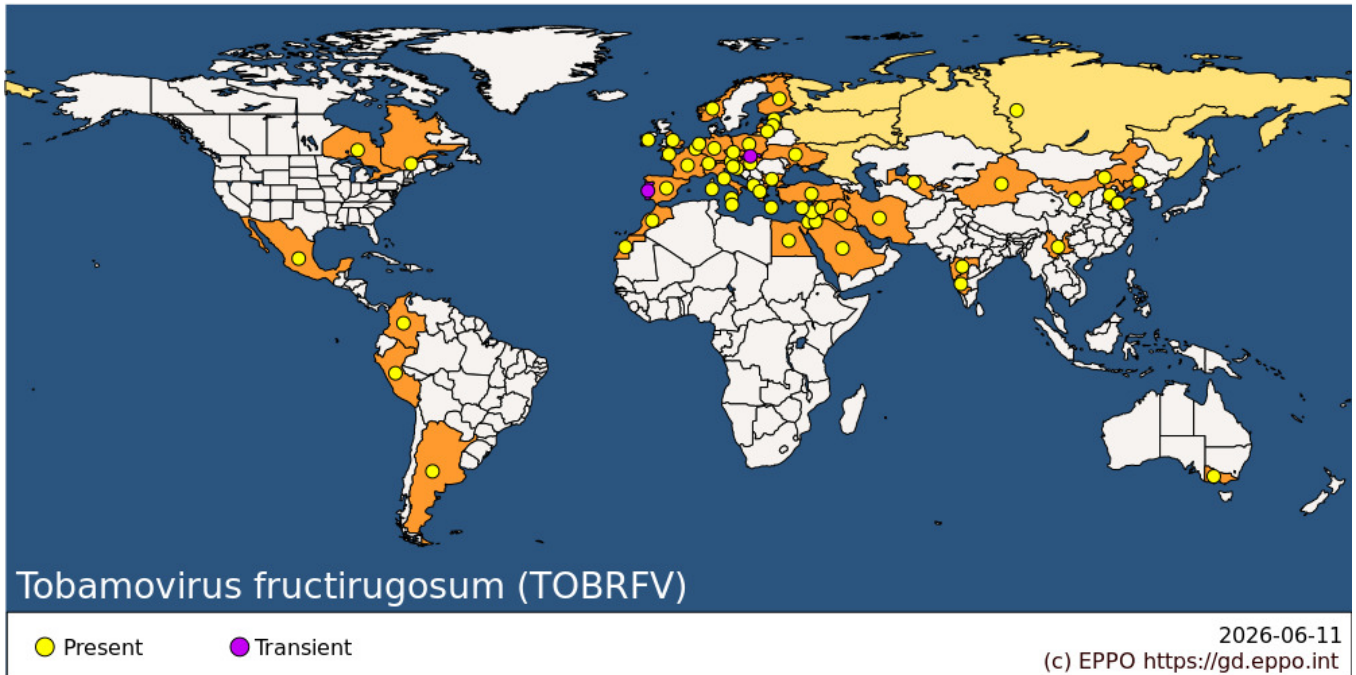 Tobamovirus fructirugosum (TOBRFV)
Present
Transient
2026-06-11
(c) EPPO https://gd.eppo.int